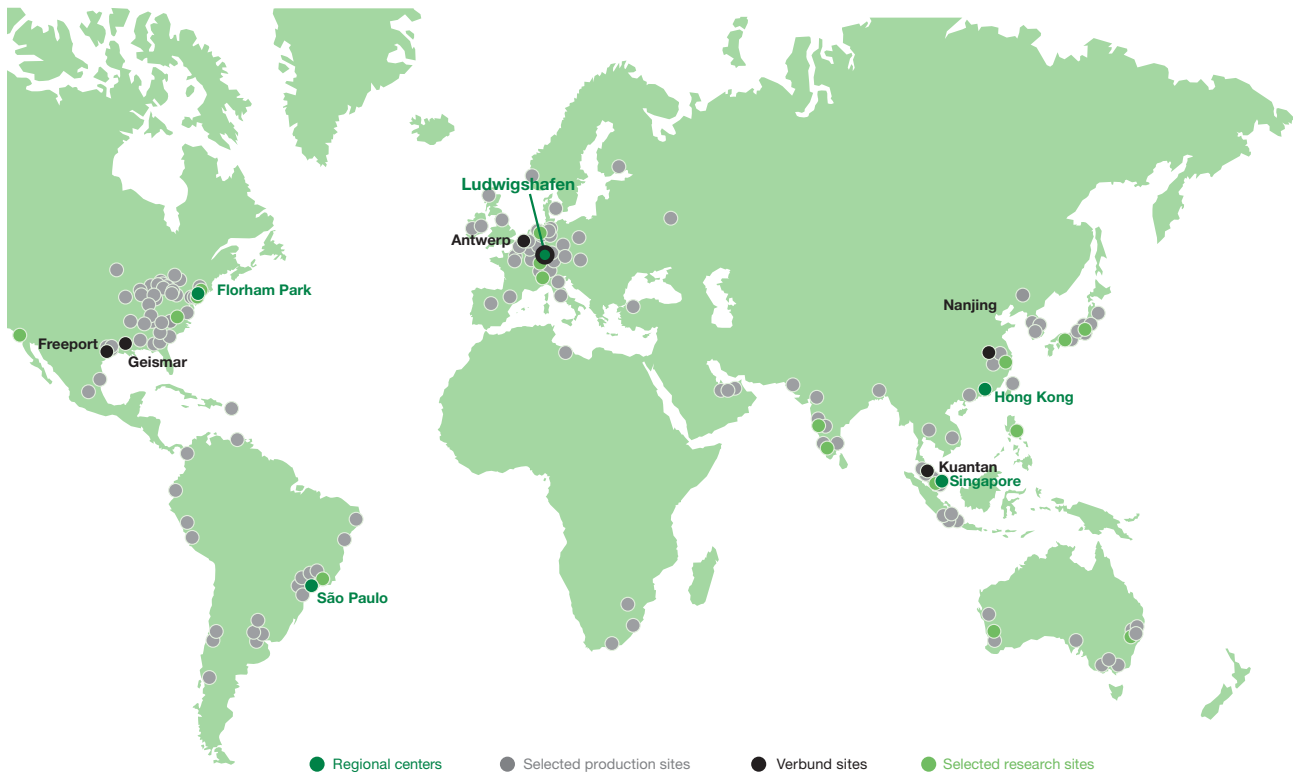 Ludwigshafen
Antwerp
Florham Park
Nanjing
Freeport
Geismar
Hong Kong
Kuantan
Singapore
São Paulo
Regional centers
Selected production sites
Verbund sites
Selected research sites